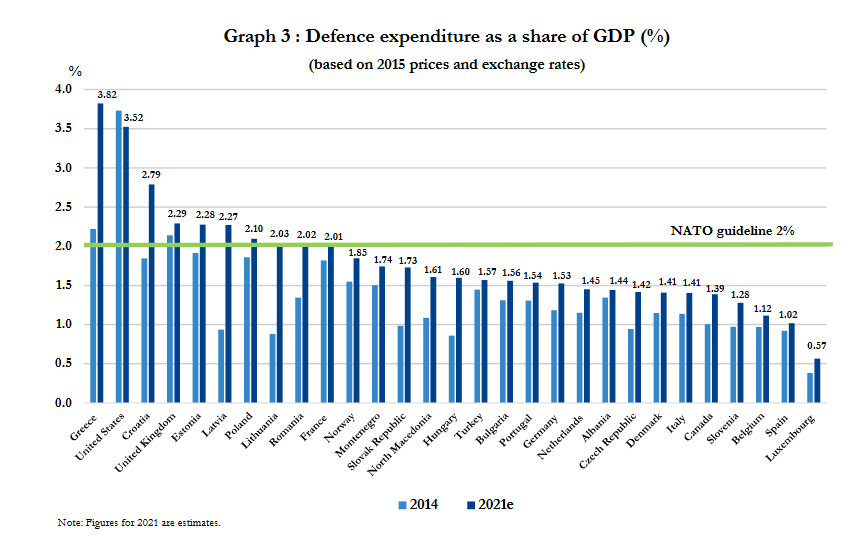 Graph 3 : Defence expenditure as a share of GDP (%)
(based on 2015 prices and exchange rates)
%
4.0
3.5
3.0
2.5
2.0
1.5
1.0
0.5
0.0
3.82
3.52
2.79
2.29
2.28
2.27
2.10
2.03
2.02
2.01
1.85
1.74
1.73
1.61
1.60
1.57
1.56
1.54
1.53
1.45
1.44
1.42
1.41
1.41
1.39
1.28
1.12
1.02
0.57
NATO guideline 2%
Greece
United States
Croatia
United Kingdom
Estonia
Latvia
Poland
Lithuania
Romania
France
Norway
Montenegro
Slovak Republic
North Macedonia
Hungary
Turkey
Bulgaria
Portugal
Germany
Netherlands
Albania
Czech Republic
Denmark
Italy
Canada
Slovenia
Belgium
Spain
Luxembourg
2014
2021e
Note: Figures for 2021 are estimates.